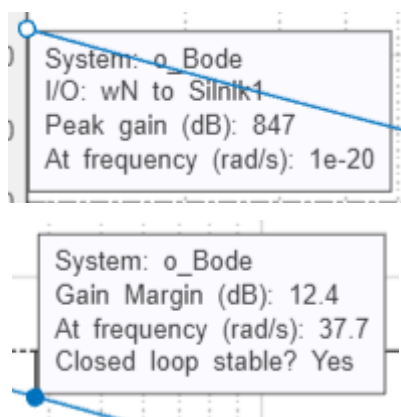 System: o_Bode
I/O: wN to Silnik1
Peak gain (dB): 847
At frequency (rad/s): 1e-20
System: o_Bode
Gain Margin (dB): 12.4
At frequency (rad/s): 37.7
Closed loop stable? Yes